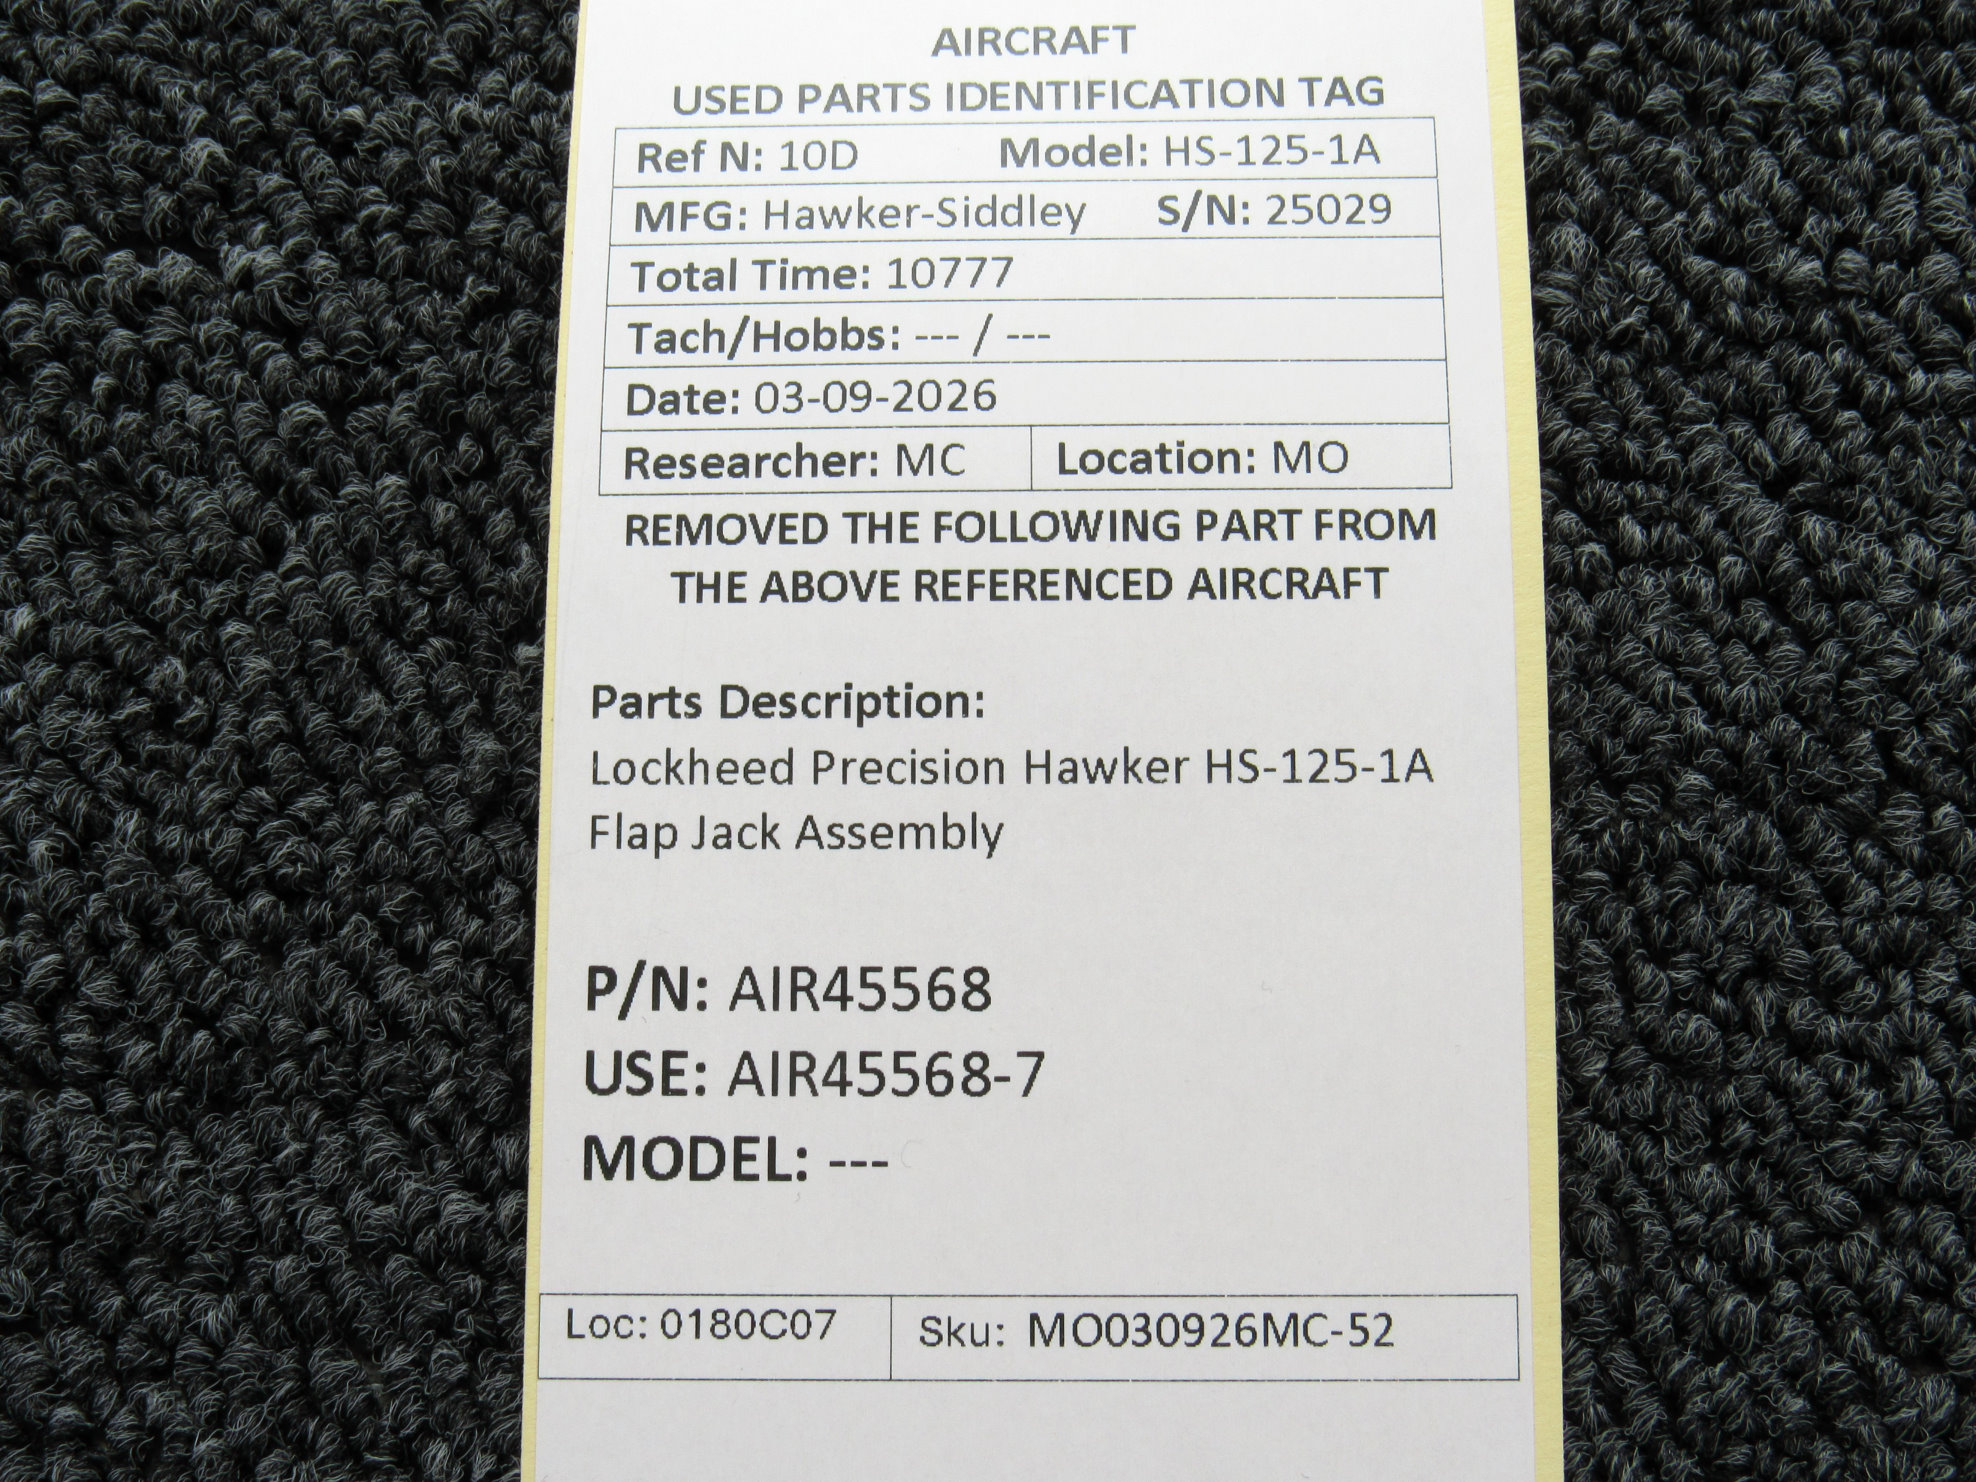 AIRCRAFT
USED PARTS IDENTIFICATION TAG
Ref N: 10D Model: HS-125-1A
MFG: Hawker-Siddley S/N: 25029
Total Time: 10777
Tach/Hobbs: --- / ---
Date: 03-09-2026
Researcher: MC Location: MO
REMOVED THE FOLLOWING PART FROM
THE ABOVE REFERENCED AIRCRAFT
Parts Description:
Lockheed Precision Hawker HS-125-1A
Flap Jack Assembly
P/N: AIR45568
USE: AIR45568-7
MODEL: ---
Loc: 0180C07 Sku: MO030926MC-52